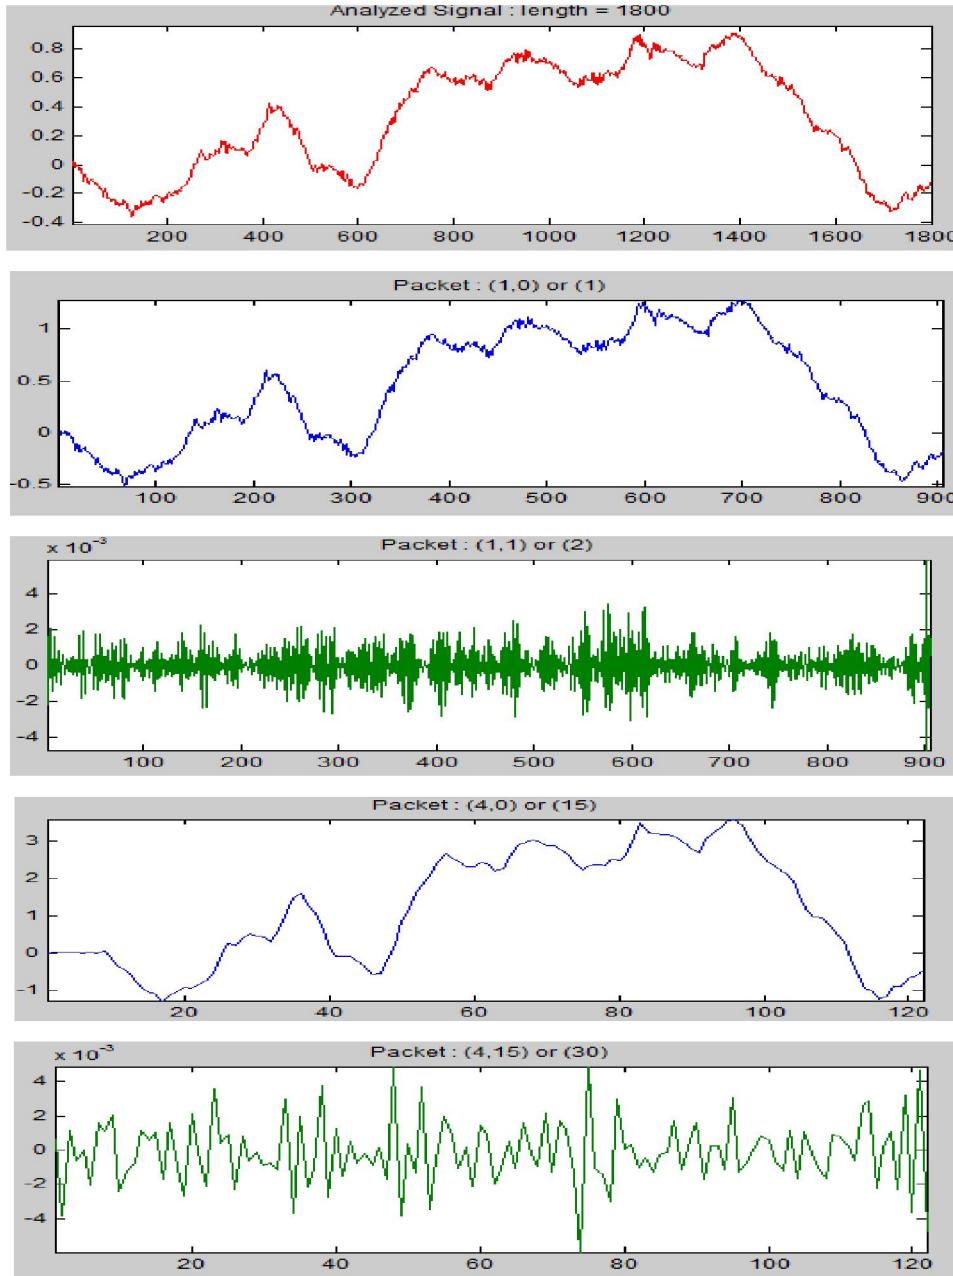 Analyzed Signal : length = 1800
0.8
0.6
0.4
0.2
0
-0.2
-0.4
200 400 600 800 1000 1200 1400 1600 1800
Packet : (1,0) or (1)
1
0.5
0
-0.5
100 200 300 400 500 600 700 800 900
x 10-3
Packet : (1,1) or (2)
4
2
0
-2
-4
100 200 300 400 500 600 700 800 900
Packet : (4,0) or (15)
3
2
1
0
-1
20 40 60 80 100 120
x 10-3
Packet : (4,15) or (30)
4
2
0
-2
-4
20 40 60 80 100 120